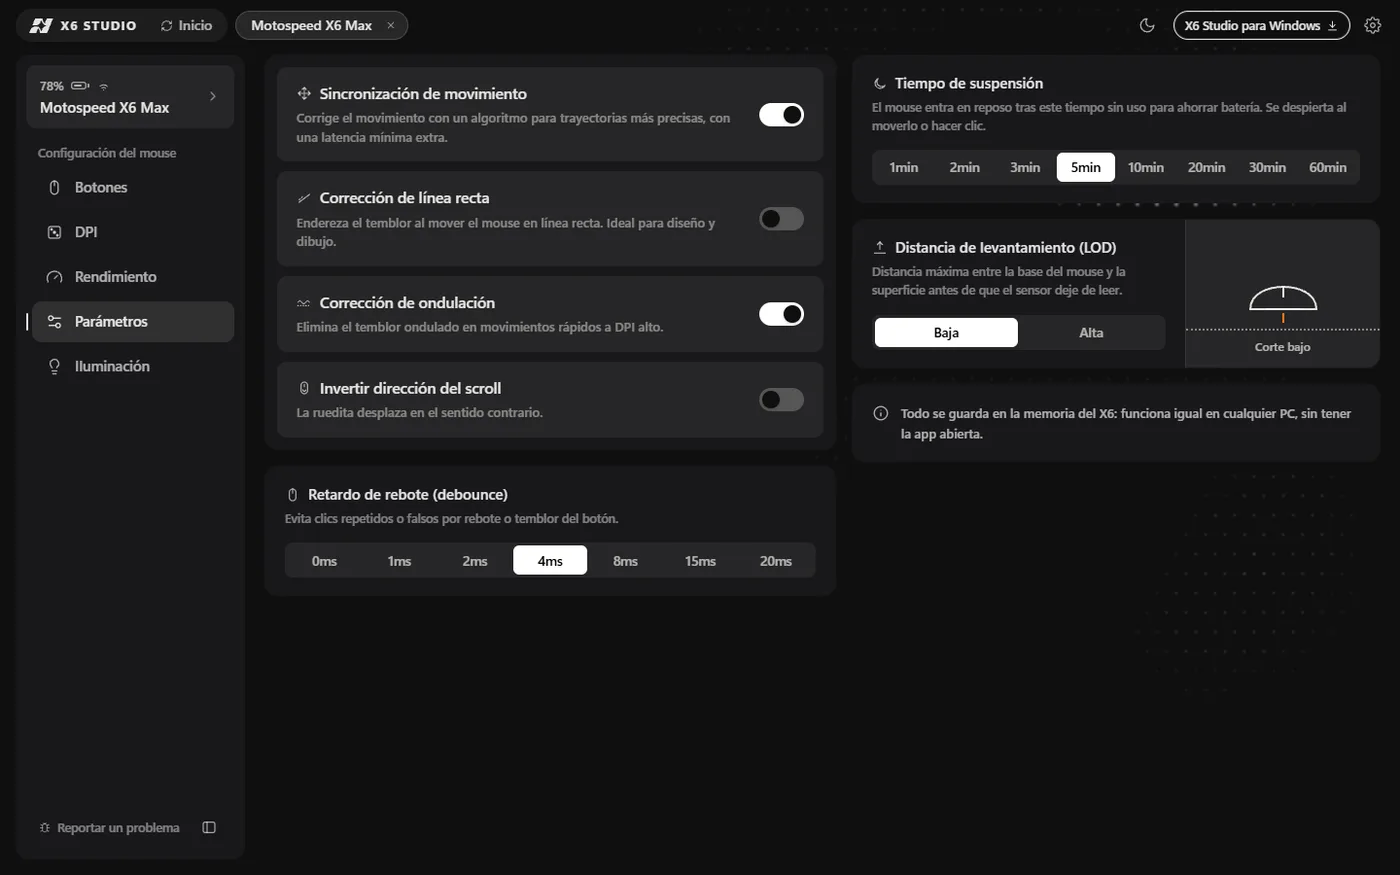 X6 STUDIO
Inicio
Motospeed X6 Max
X6 Studio para Windows
78%
Motospeed X6 Max
Configuración del mouse
Botones
DPI
Rendimiento
Parámetros
Iluminación
Reportar un problema
Sincronización de movimiento
Corrige el movimiento con un algoritmo para trayectorias más precisas, con
una latencia mínima extra.
Corrección de línea recta
Endereza el temblor al mover el mouse en línea recta. Ideal para diseño y
dibujo.
Corrección de ondulación
Elimina el temblor ondulado en movimientos rápidos a DPI alto.
Invertir dirección del scroll
La ruedita desplaza en el sentido contrario.
Retardo de rebote (debounce)
Evita clics repetidos o falsos por rebote o temblor del botón.
0ms 1ms 2ms 4ms 8ms 15ms 20ms
Tiempo de suspensión
El mouse entra en reposo tras este tiempo sin uso para ahorrar batería. Se despierta al
moverlo o hacer clic.
1min 2min 3min 5min 10min 20min 30min 60min
Distancia de levantamiento (LOD)
Distancia máxima entre la base del mouse y la
superficie antes de que el sensor deje de leer.
Baja Alta
Corte bajo
Todo se guarda en la memoria del X6: funciona igual en cualquier PC, sin tener
la app abierta.